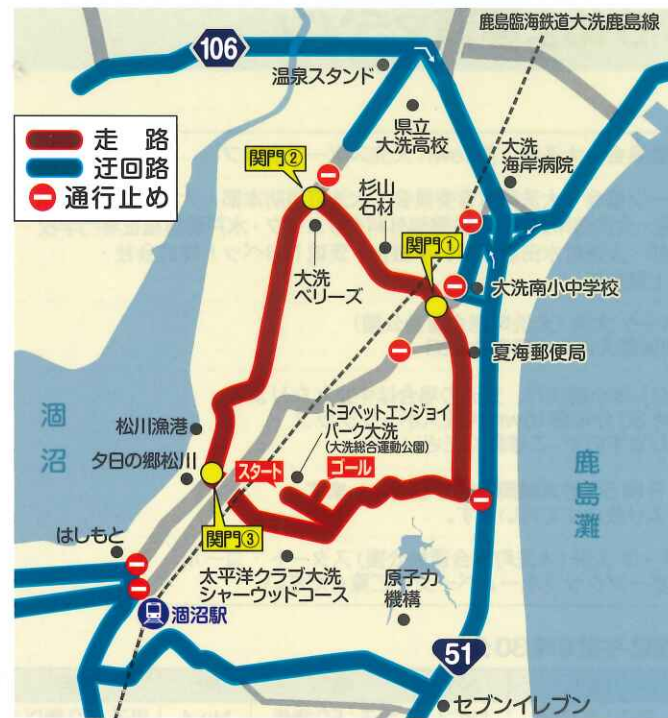 鹿島臨海鉄道大洗鹿島線
106
温泉スタンド
県立
大洗高校
大洗
海岸病院
走路
迂回路
通行止め
関門②
杉山
石材
関門①
大洗
ベリーズ
大洗南小中学校
夏海郵便局
涸沼
松川漁港
トヨペットエンジョイ
パーク大洗
(大洗総合運動公園)
夕日の郷松川
スタート
ゴール
鹿島灘
はしもと
関門③
太平洋クラブ大洗
シャーウッドコース
原子力
機構
涸沼駅
51
セブンイレブン